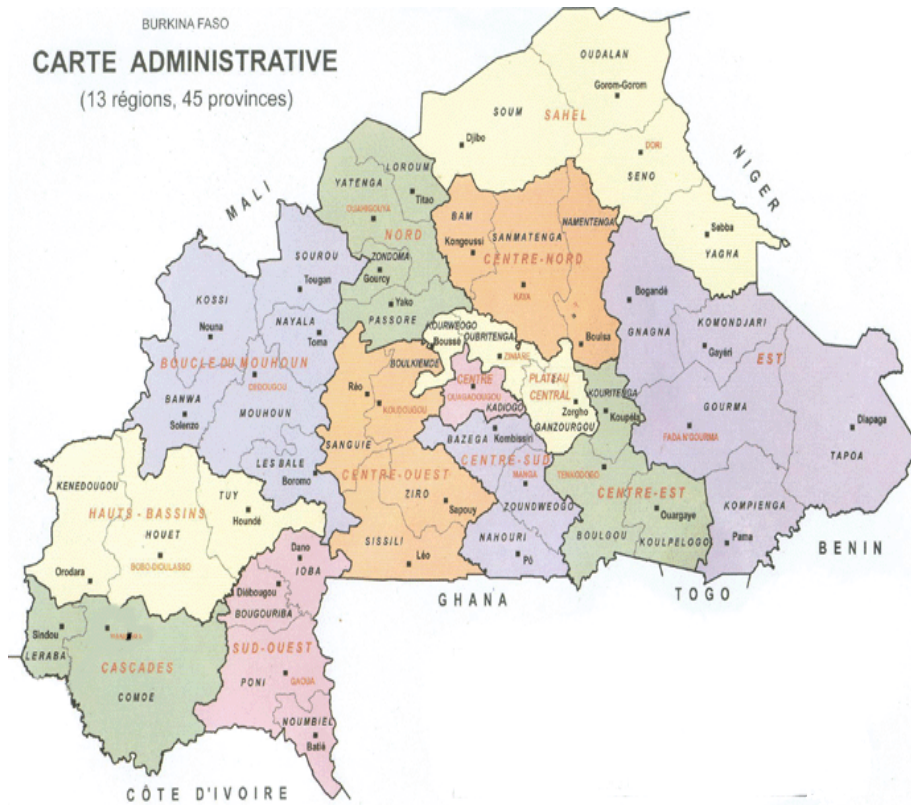 BURKINA FASO
CARTE ADMINISTRATIVE
(13 régions, 45 provinces)
OUDALAN
Gorom-Gorom
SOUM
SAHEL
Djibo
DORI
SENO
NIGER
Sebba
YAGHA
MALI
LOROUM
YATENGA
Titao
OUAHIGOUYA
NORD
ZONDOMA
Gourcy
Yako
PASSORE
BAM
Kongoussi
SANMATENGA
NAMENTENGA
CENTRE-NORD
KAYA
Boulsa
SOUROU
Tougan
KOSSI
Nouna
NAYALA
Toma
BOUCLE DU MOUHOUN
DEDOUGOU
BANWA
Solenzo
MOUHOUN
LES BALE
Boromo
KOURWEOGO
Boussé
OUBRITENGA
ZINIARE
PLATEAU
CENTRAL
Zorgho
GANZOURGOU
CENTRE
OUAGADOUGOU
KADIOGO
BOULKIEMDE
Réo
KOUDOUGOU
SANGUIE
CENTRE-OUEST
ZIRO
Sapouy
SISSILI
Léo
BAZEGA
Kombissiri
CENTRE-SUD
MANGA
ZOUNDWEOGO
NAHOURI
Pô
KOURITENGA
Koupéla
TENKODOGO
CENTRE-EST
Ouargaye
BOULGOU
KOULPELOGO
Bogandé
GNAGNA
KOMONDJARI
Gayéri
EST
GOURMA
FADA N'GOURMA
Diapaga
TAPOA
KOMPIENGA
Pama
BENIN
TOGO
GHANA
KENEDOUGOU
TUY
HAUTS-BASSINS
Houndé
HOUET
BOBO-DIOULASSO
Orodara
Dano
IOBA
Diébougou
BOUGOURIBA
SUD-OUEST
PONI
GAOUA
NOUMBIEL
Batié
Sindou
LERABA
CASCADES
COMOE
CÔTE D'IVOIRE